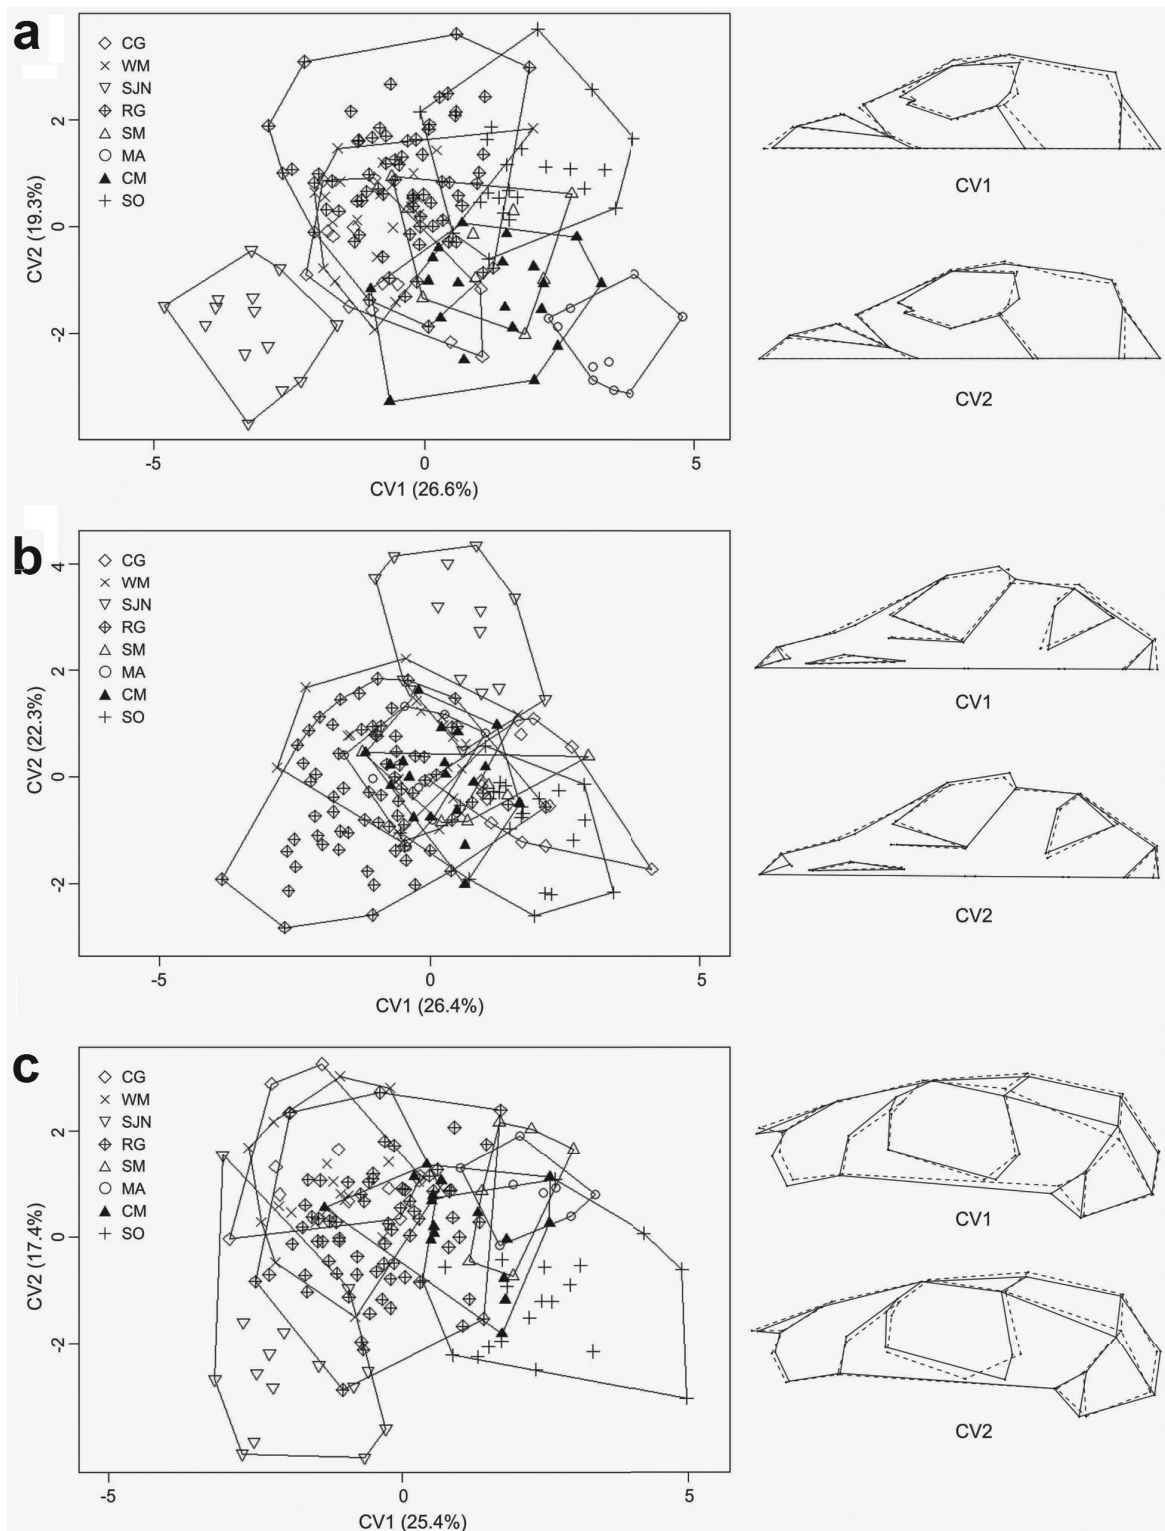 a
CG
WM
SJN
RG
SM
MA
CM
SO
2
0
-2
CV2 (19.3%)
-5
0
5
CV1 (26.6%)
CV1
CV2
b
CG
WM
SJN
RG
SM
MA
CM
SO
4
2
0
-2
CV2 (22.3%)
-5
0
5
CV1 (26.4%)
CV1
CV2
c
CG
WM
SJN
RG
SM
MA
CM
SO
2
0
-2
CV2 (17.4%)
-5
0
5
CV1 (25.4%)
CV1
CV2